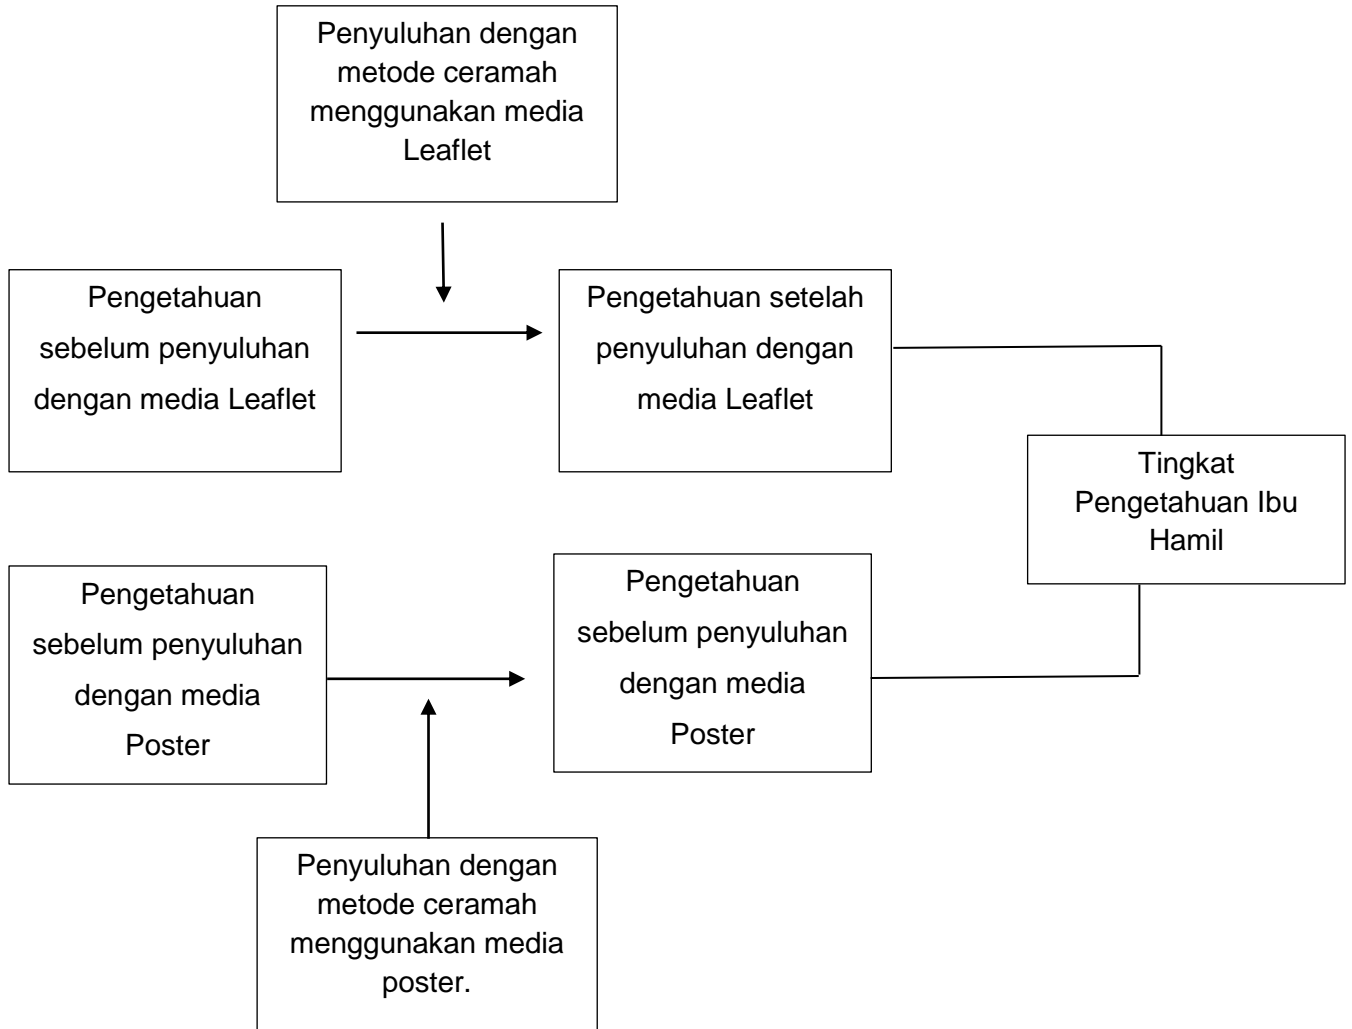 Penyuluhan dengan
metode ceramah
menggunakan media
Leaflet
Pengetahuan
sebelum penyuluhan
dengan media Leaflet
Pengetahuan setelah
penyuluhan dengan
media Leaflet
Tingkat
Pengetahuan Ibu
Hamil
Pengetahuan
sebelum penyuluhan
dengan media
Poster
Pengetahuan
sebelum penyuluhan
dengan media
Poster
Penyuluhan dengan
metode ceramah
menggunakan media
poster.